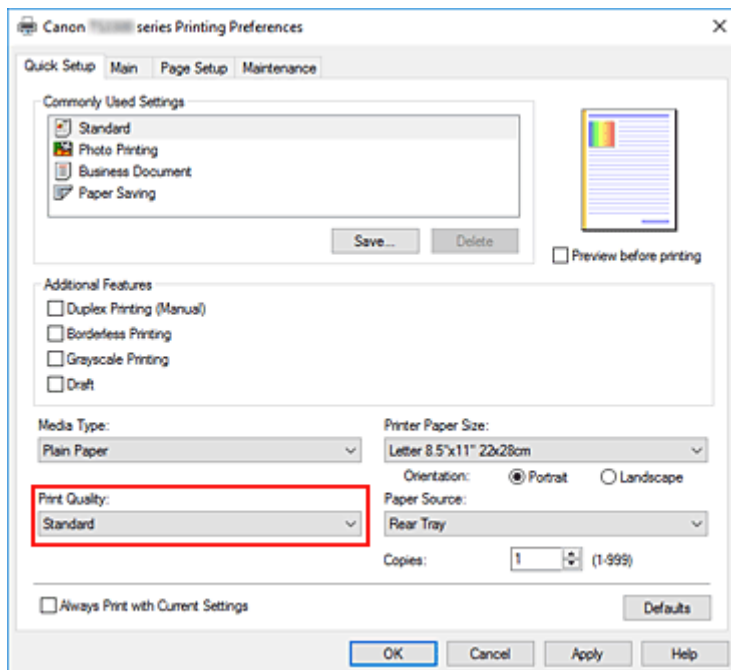 Canon series Printing Preferences
Quick Setup Main Page Setup Maintenance
Commonly Used Settings
Standard
Photo Printing
Business Document
Paper Saving
Save... Delete
Preview before printing
Additional Features
Duplex Printing (Manual)
Borderless Printing
Grayscale Printing
Draft
Media Type:
Plain Paper
Printer Paper Size:
Letter 8.5"x11" 22x28cm
Orientation: Portrait Landscape
Print Quality:
Standard
Paper Source:
Rear Tray
Copies: 1 (1-999)
Always Print with Current Settings
Defaults
OK Cancel Apply Help